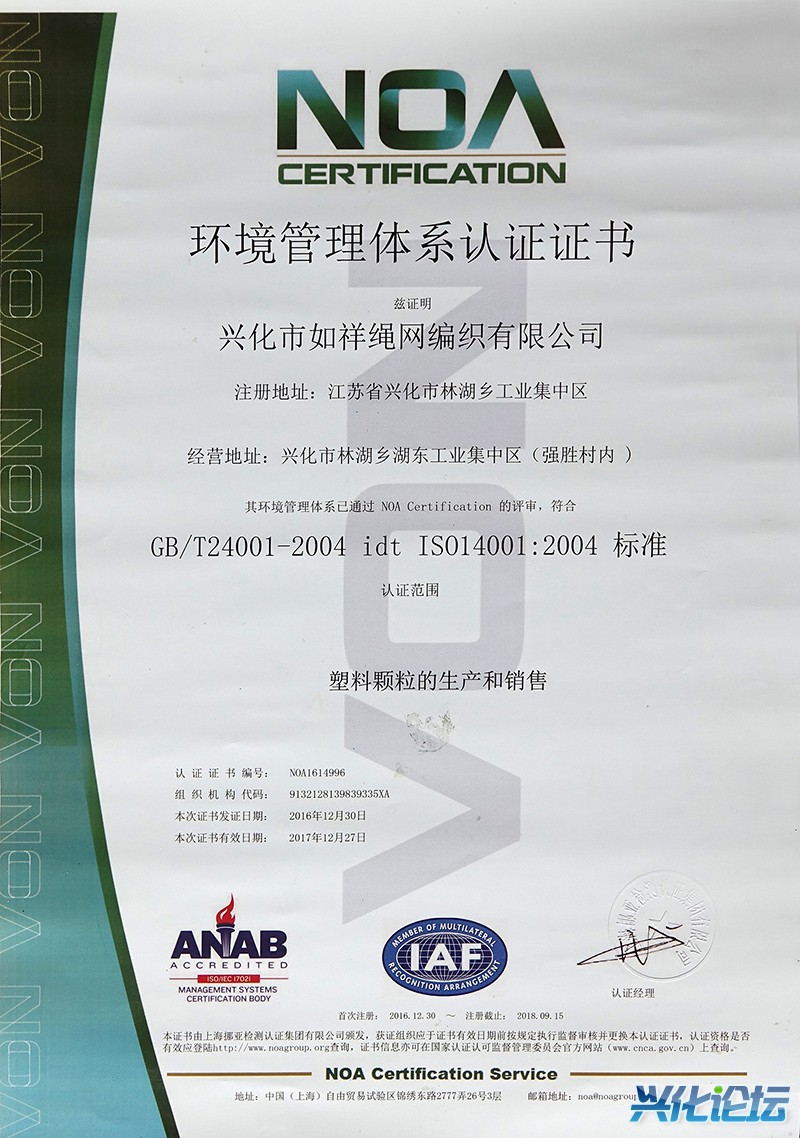 NOA
CERTIFICATION
环境管理体系认证证书
兹证明
兴化市如祥绳网编织有限公司
注册地址：江苏省兴化市林湖乡工业集中区
经营地址：兴化市林湖乡湖东工业集中区（强胜村内 ）
其环境管理体系已通过 NOA Certification 的评审，符合
GB/T24001-2004 idt ISO14001:2004 标准
认证范围
塑料颗粒的生产和销售
认 证 证 书 编号： NOA1614996
组 织 机 构 代码： 9132128139839335XA
本次证书发证日期： 2016年12月30日
本次证书有效日期： 2017年12月27日
ANAB
ACCREDITED
ISO/IEC 17021
MANAGEMENT SYSTEMS
CERTIFICATION BODY
MEMBER OF MULTILATERAL
IAF
RECOGNITION ARRANGEMENT
认证经理
首次注册： 2016.12.30 ～ 注册截止： 2018.09.15
本证书由上海挪亚检测认证集团有限公司颁发，获证组织应于证书有效日期前按规定执行监督审核并更换本认证证书，认证资格是否
有效应登陆http://www.noagroup.org查询，证书信息亦可在国家认证认可监督管理委员会官方网站（www.cnca.gov.cn）上查询。
NOA Certification Service
地址：中国（上海）自由贸易试验区锦绣东路2777弄26号3层 邮箱地址：noa@noagroup
兴化论坛